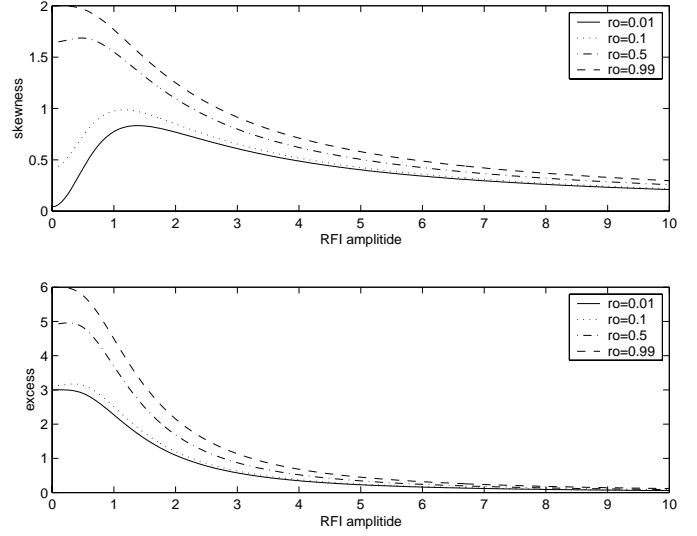 2
1.5
1
0.5
0
skewness
ro=0.01
ro=0.1
ro=0.5
ro=0.99
0 1 2 3 4 5 6 7 8 9 10
RFI amplitide
6
5
4
3
2
1
0
excess
ro=0.01
ro=0.1
ro=0.5
ro=0.99
0 1 2 3 4 5 6 7 8 9 10
RFI amplitide